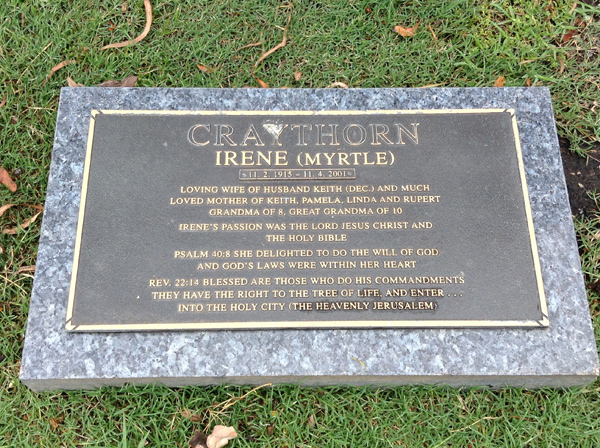 CRAYTHORN
IRENE (MYRTLE)
11. 2. 1915 - 11. 4. 2001
LOVING WIFE OF HUSBAND KEITH (DEC.) AND MUCH
LOVED MOTHER OF KEITH, PAMELA, LINDA AND RUPERT
GRANDMA OF 8, GREAT GRANDMA OF 10
IRENE'S PASSION WAS THE LORD JESUS CHRIST AND
THE HOLY BIBLE
PSALM 40:8 SHE DELIGHTED TO DO THE WILL OF GOD
AND GOD'S LAWS WERE WITHIN HER HEART
REV. 22:14 BLESSED ARE THOSE WHO DO HIS COMMANDMENTS
THEY HAVE THE RIGHT TO THE TREE OF LIFE, AND ENTER . . .
INTO THE HOLY CITY (THE HEAVENLY JERUSALEM)